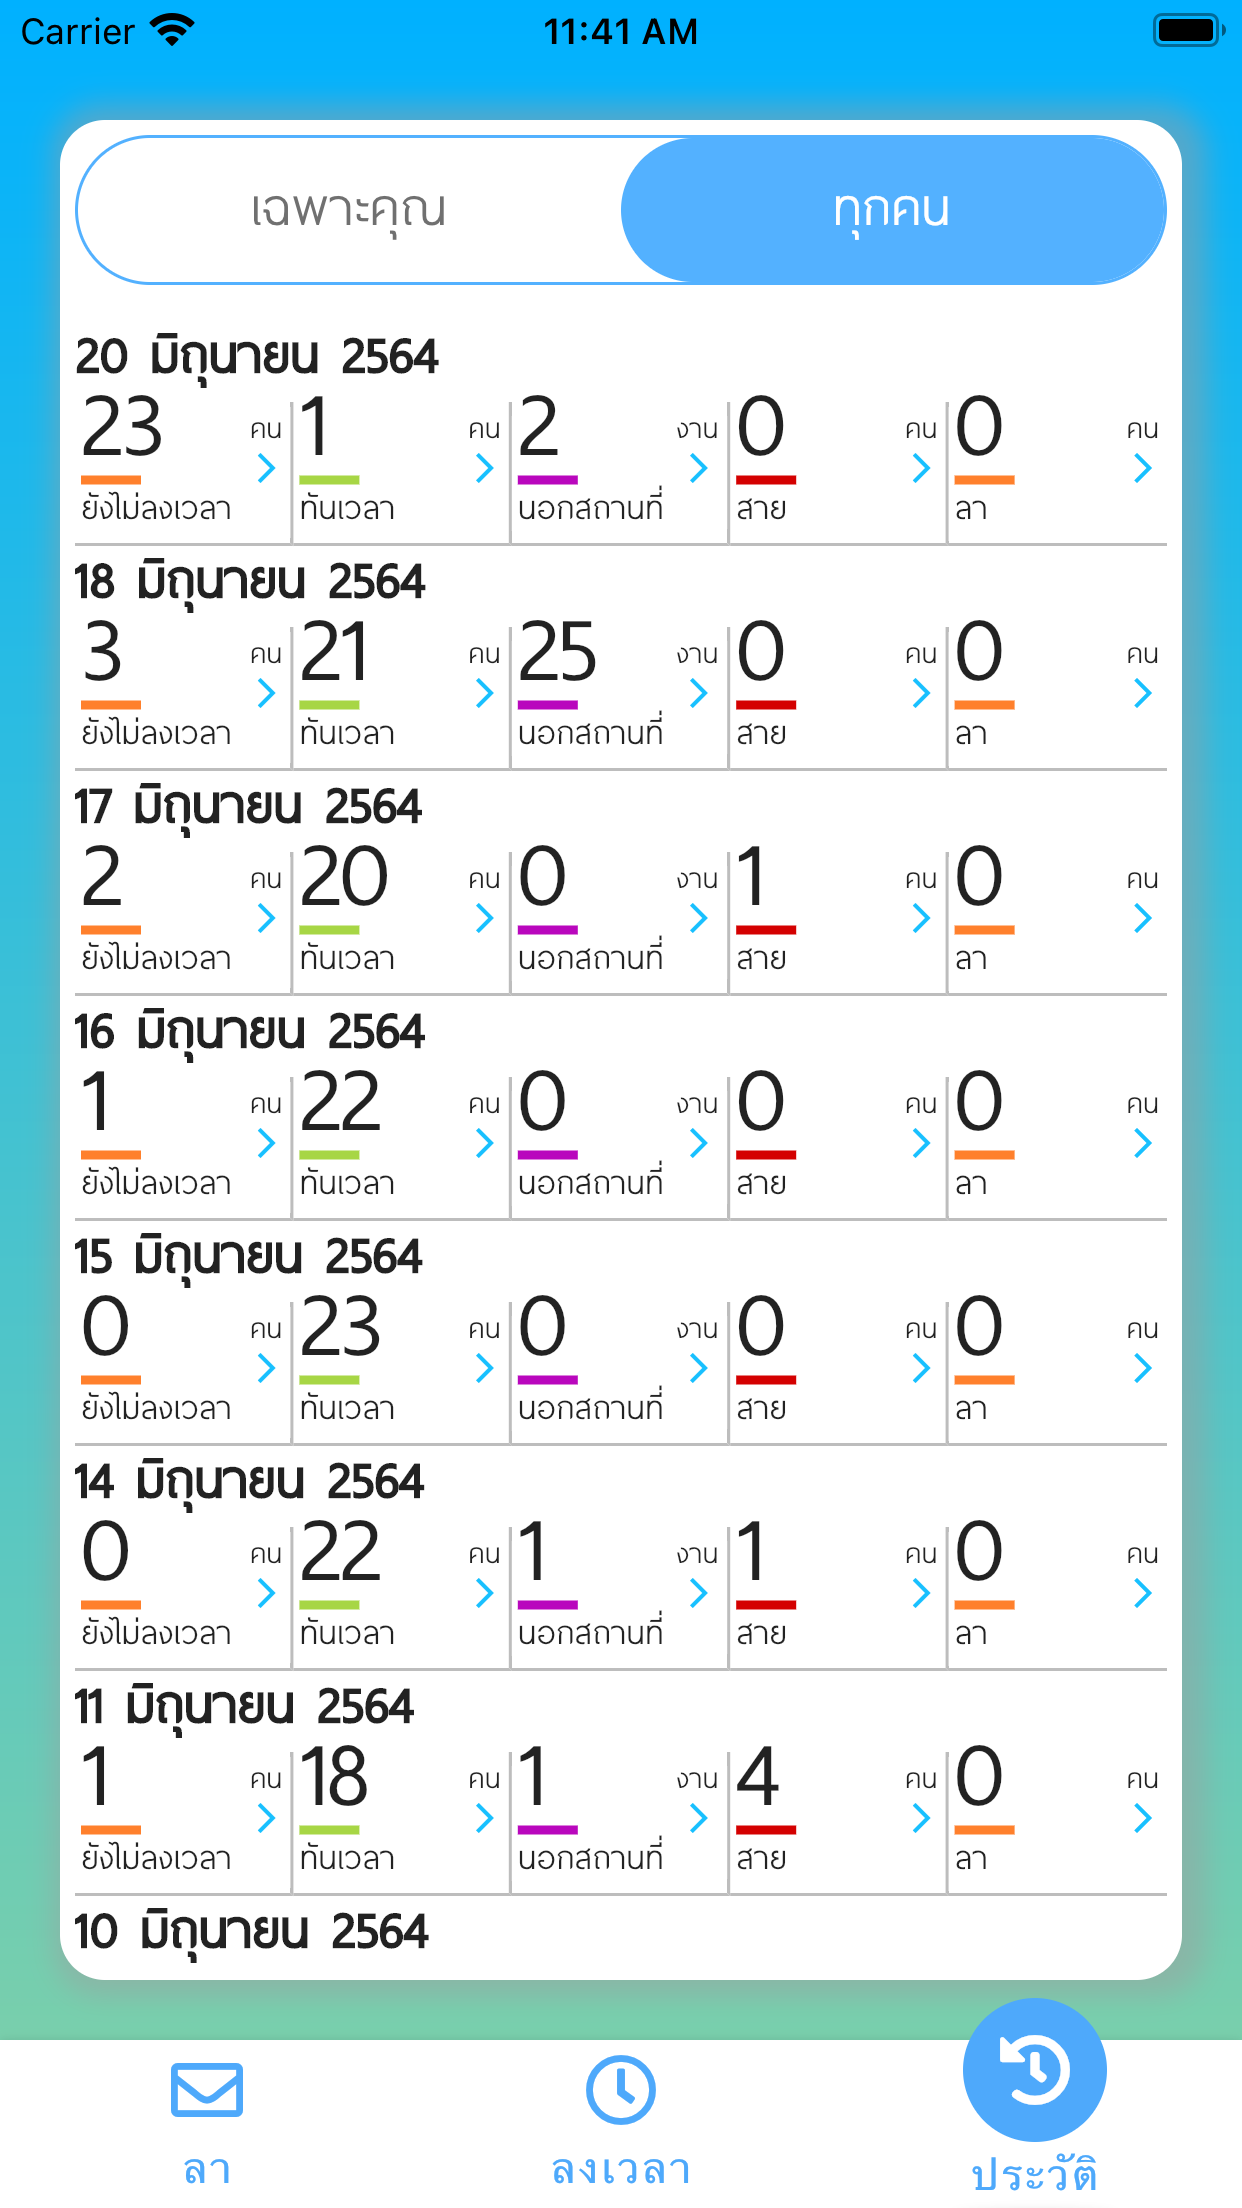 Carrier 11:41 AM
เฉพาะคุณ ทุกคน
20 มิถุนายน 2564
23 คน 1 คน 2 งาน 0 คน 0 คน
ยังไม่ลงเวลา ทันเวลา นอกสถานที่ สาย ลา
18 มิถุนายน 2564
3 คน 21 คน 25 งาน 0 คน 0 คน
ยังไม่ลงเวลา ทันเวลา นอกสถานที่ สาย ลา
17 มิถุนายน 2564
2 คน 20 คน 0 งาน 1 คน 0 คน
ยังไม่ลงเวลา ทันเวลา นอกสถานที่ สาย ลา
16 มิถุนายน 2564
1 คน 22 คน 0 งาน 0 คน 0 คน
ยังไม่ลงเวลา ทันเวลา นอกสถานที่ สาย ลา
15 มิถุนายน 2564
0 คน 23 คน 0 งาน 0 คน 0 คน
ยังไม่ลงเวลา ทันเวลา นอกสถานที่ สาย ลา
14 มิถุนายน 2564
0 คน 22 คน 1 งาน 1 คน 0 คน
ยังไม่ลงเวลา ทันเวลา นอกสถานที่ สาย ลา
11 มิถุนายน 2564
1 คน 18 คน 1 งาน 4 คน 0 คน
ยังไม่ลงเวลา ทันเวลา นอกสถานที่ สาย ลา
10 มิถุนายน 2564
ลา ลงเวลา ประวัติ